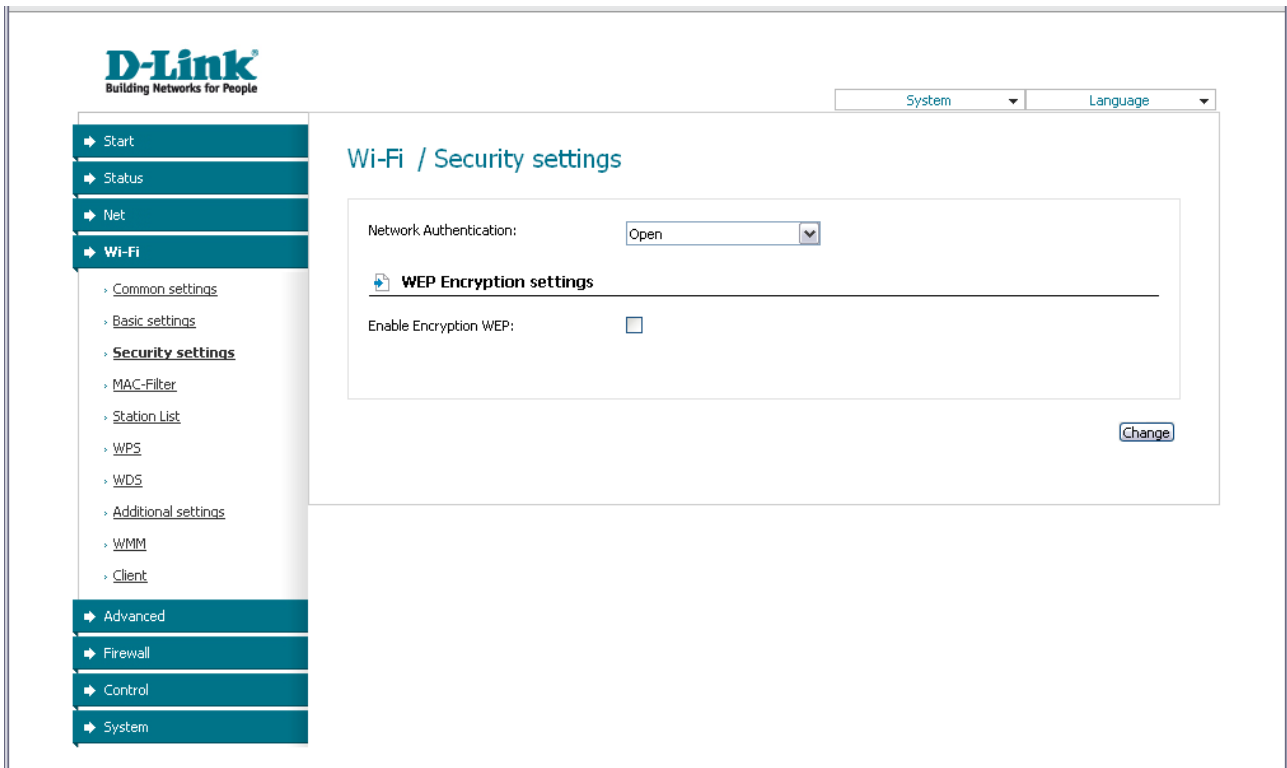 D-Link
Building Networks for People
System Language
Start
Status
Net
Wi-Fi
Common settings
Basic settings
Security settings
MAC-Filter
Station List
WPS
WDS
Additional settings
WMM
Client
Advanced
Firewall
Control
System
Wi-Fi / Security settings
Network Authentication: Open
WEP Encryption settings
Enable Encryption WEP:
Change